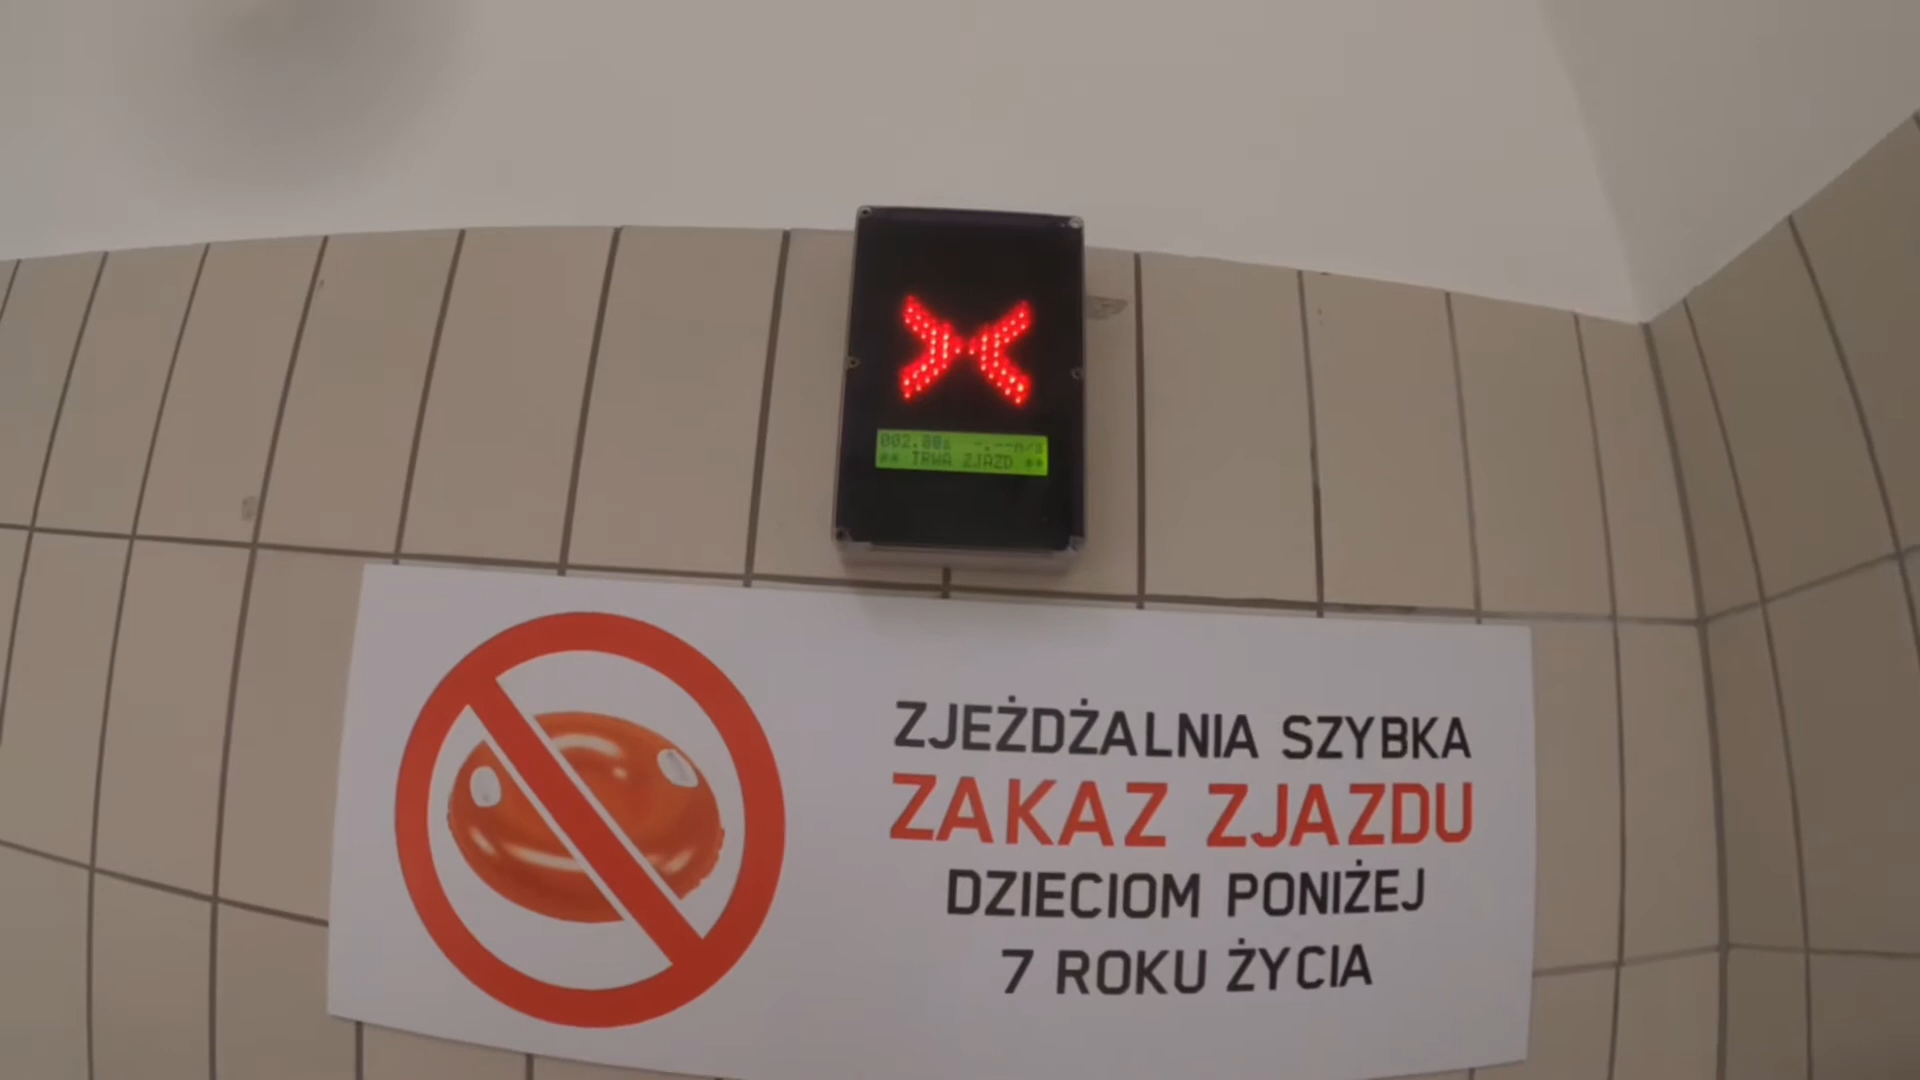 ** TRWA ZJAZD **
ZJEŻDŻALNIA SZYBKA
ZAKAZ ZJAZDU
DZIECIOM PONIŻEJ
7 ROKU ŻYCIA